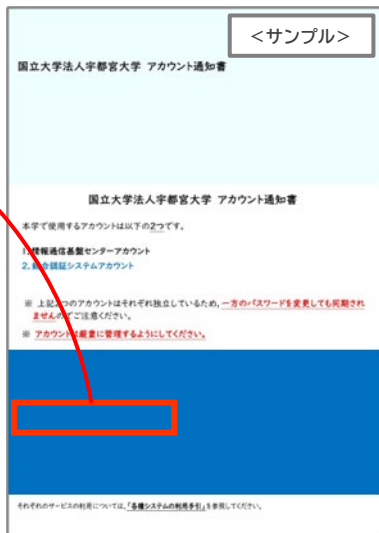 <サンプル>
国立大学法人宇都宮大学 アカウント通知書
国立大学法人宇都宮大学 アカウント通知書
本学で使用するアカウントは以下の2つです。
1. 情報通信基盤センターアカウント
2. 統合認証システムアカウント
※ 上記2つのアカウントはそれぞれ独立しているため，一方のパスワードを変更しても同期され
ませんのでご注意ください。
※ アカウントは厳重に管理するようにしてください。
それぞれのサービスの利用については，「各種システムの利用手引」を参照してください。